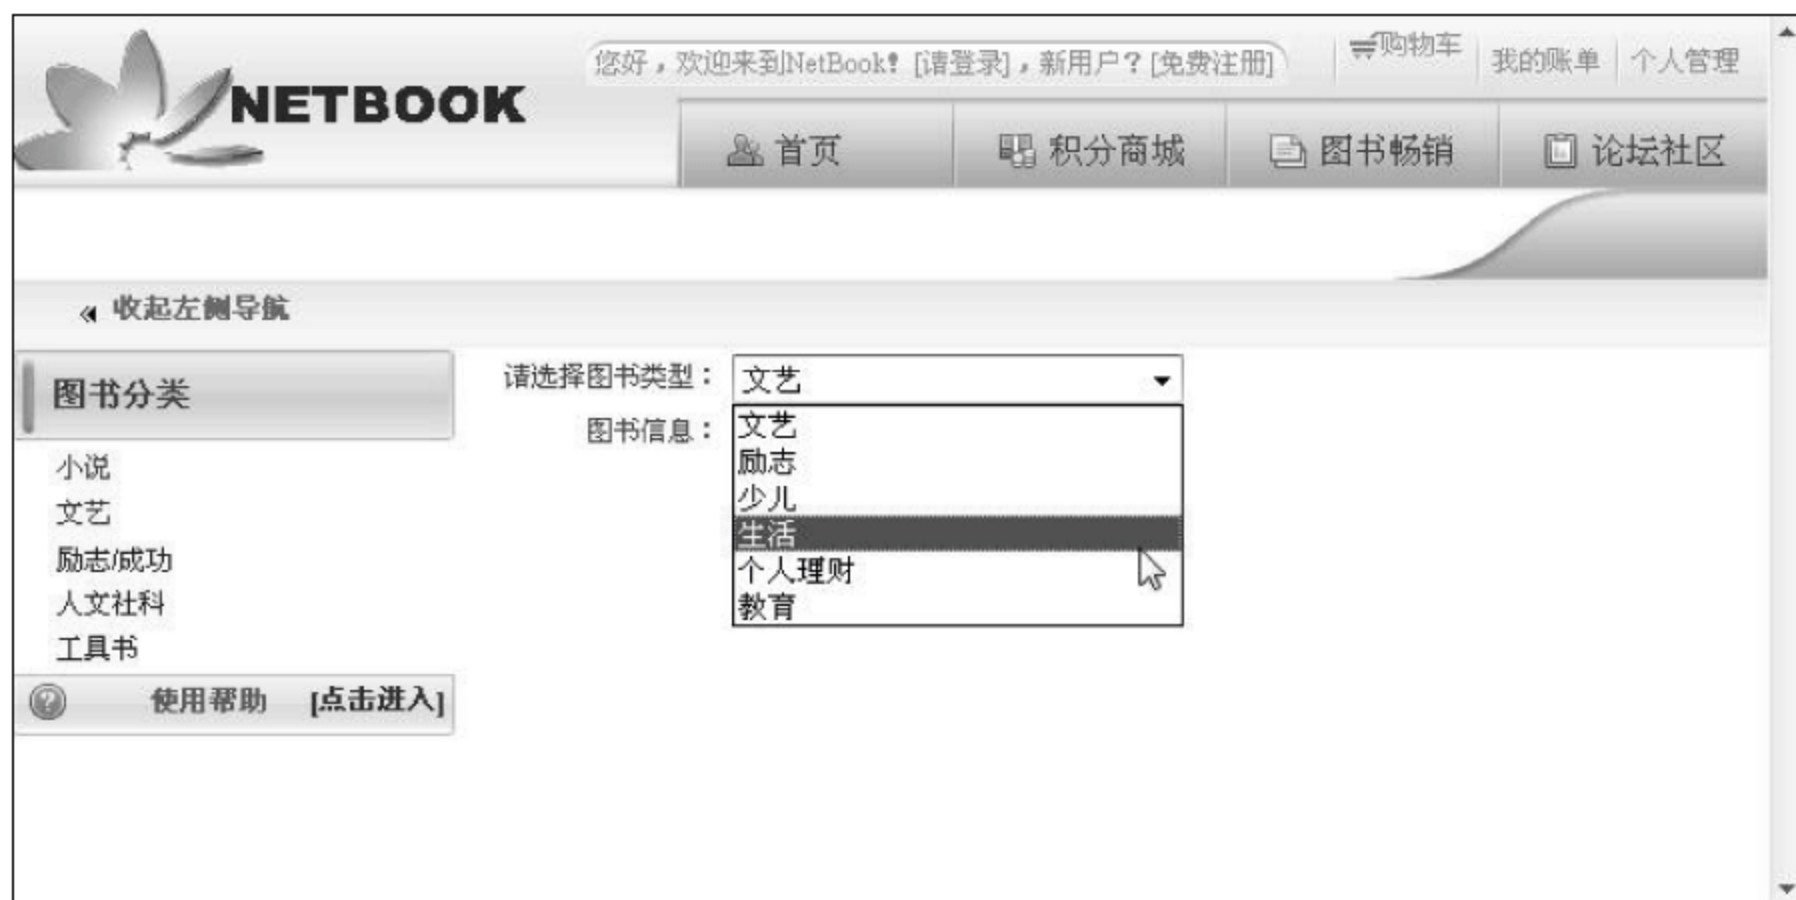 NETBOOK
您好，欢迎来到NetBook! [请登录]，新用户？[免费注册]
购物车
我的账单
个人管理
首页
积分商城
图书畅销
论坛社区
收起左侧导航
图书分类
小说
文艺
励志/成功
人文社科
工具书
使用帮助 [点击进入]
请选择图书类型： 文艺
图书信息：
文艺
励志
少儿
生活
个人理财
教育